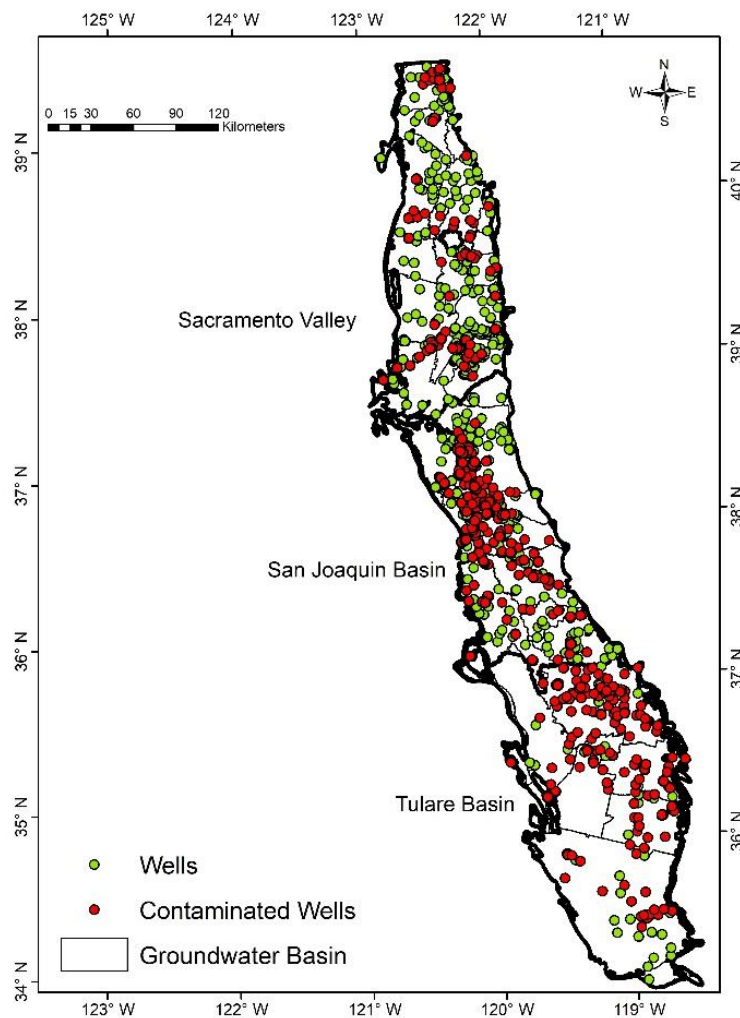 125° W 124° W 123° W 122° W 121° W
N
W E
S
0 15 30 60 90 120
Kilometers
39° N
40° N
38° N
Sacramento Valley
39° N
37° N
38° N
San Joaquin Basin
36° N
37° N
Tulare Basin
35° N
36° N
Wells
Contaminated Wells
Groundwater Basin
34° N
123° W 122° W 121° W 120° W 119° W